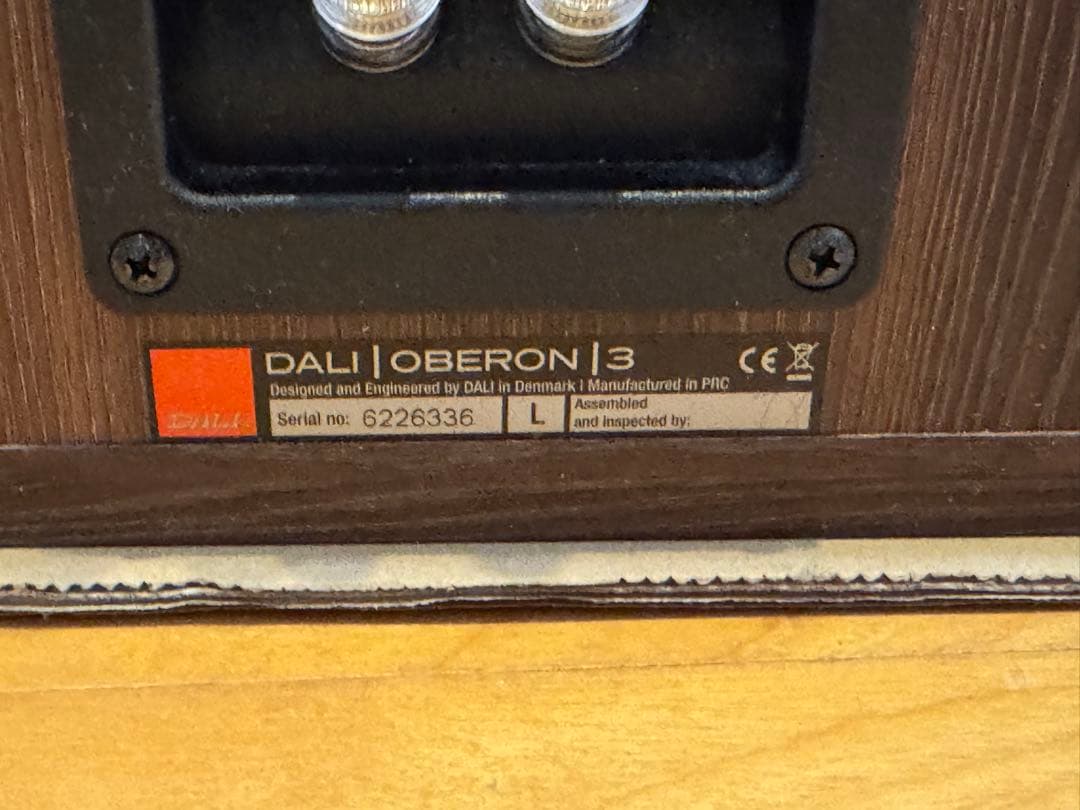 DALI | OBERON | 3
Designed and Engineered by DALI in Denmark | Manufactured in PRC
DALI
Serial no: 6226336
L
Assembled
and inspected by: